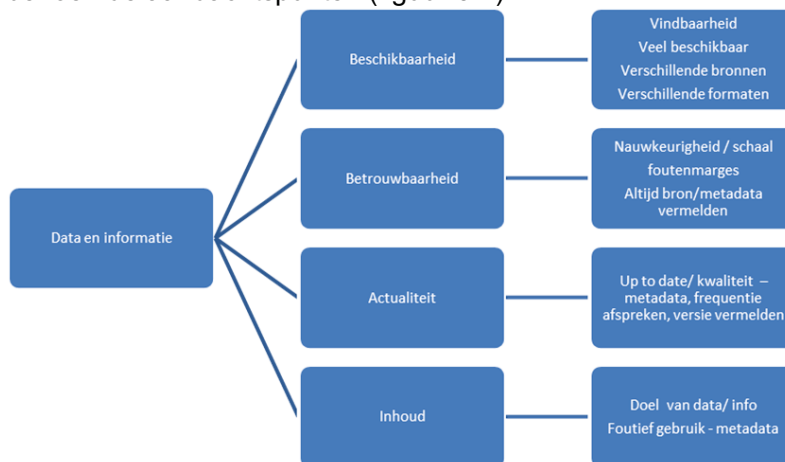 Vindbaarheid
Veel beschikbaar
Verschillende bronnen
Verschillende formaten
Beschikbaarheid
Nauwkeurigheid / schaal
foutenmarges
Altijd bron/metadata
vermelden
Betrouwbaarheid
Data en informatie
Actualiteit
Up to date/ kwaliteit –
metadata, frequentie
afspreken, versie vermelden
Inhoud
Doel van data/ info
Foutief gebruik - metadata